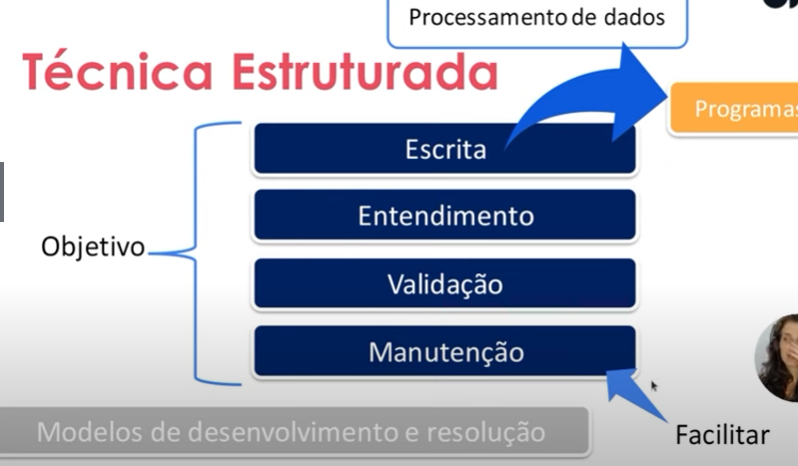 Processamento de dados
Técnica Estruturada
Programas
Escrita
Entendimento
Objetivo
Validação
Manutenção
Modelos de desenvolvimento e resolução
Facilitar